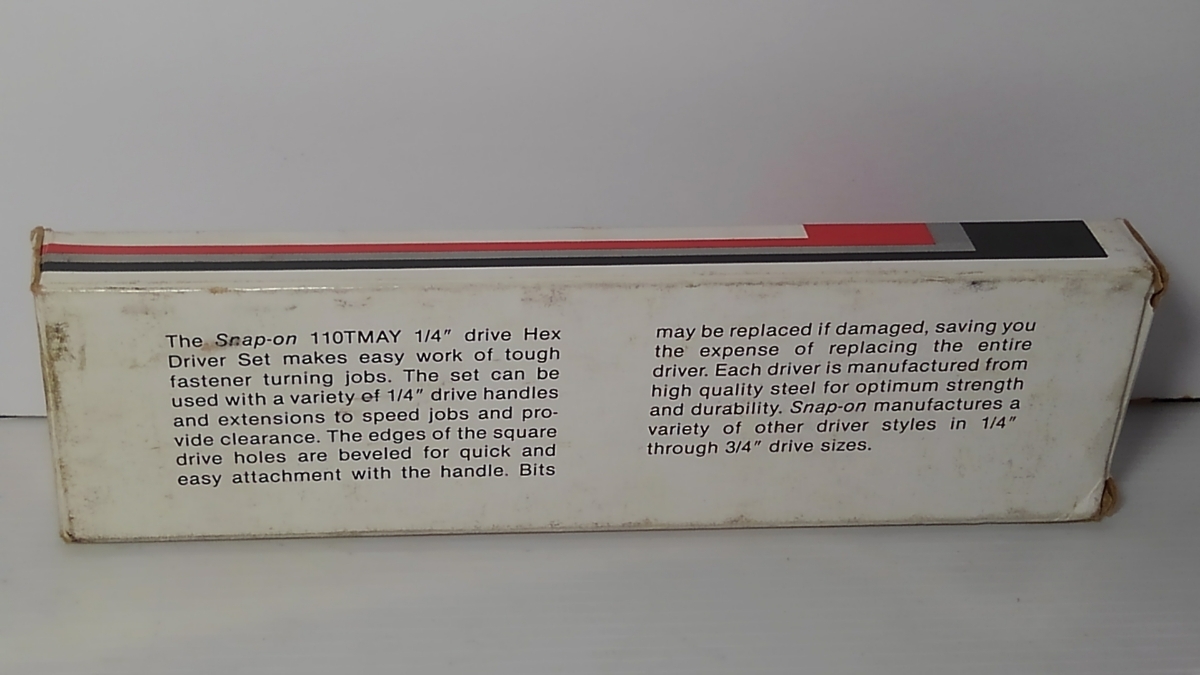 The Snap-on 110TMAY 1/4" drive Hex
Driver Set makes easy work of tough
fastener turning jobs. The set can be
used with a variety of 1/4" drive handles
and extensions to speed jobs and pro-
vide clearance. The edges of the square
drive holes are beveled for quick and
easy attachment with the handle. Bits
may be replaced if damaged, saving you
the expense of replacing the entire
driver. Each driver is manufactured from
high quality steel for optimum strength
and durability. Snap-on manufactures a
variety of other driver styles in 1/4"
through 3/4" drive sizes.